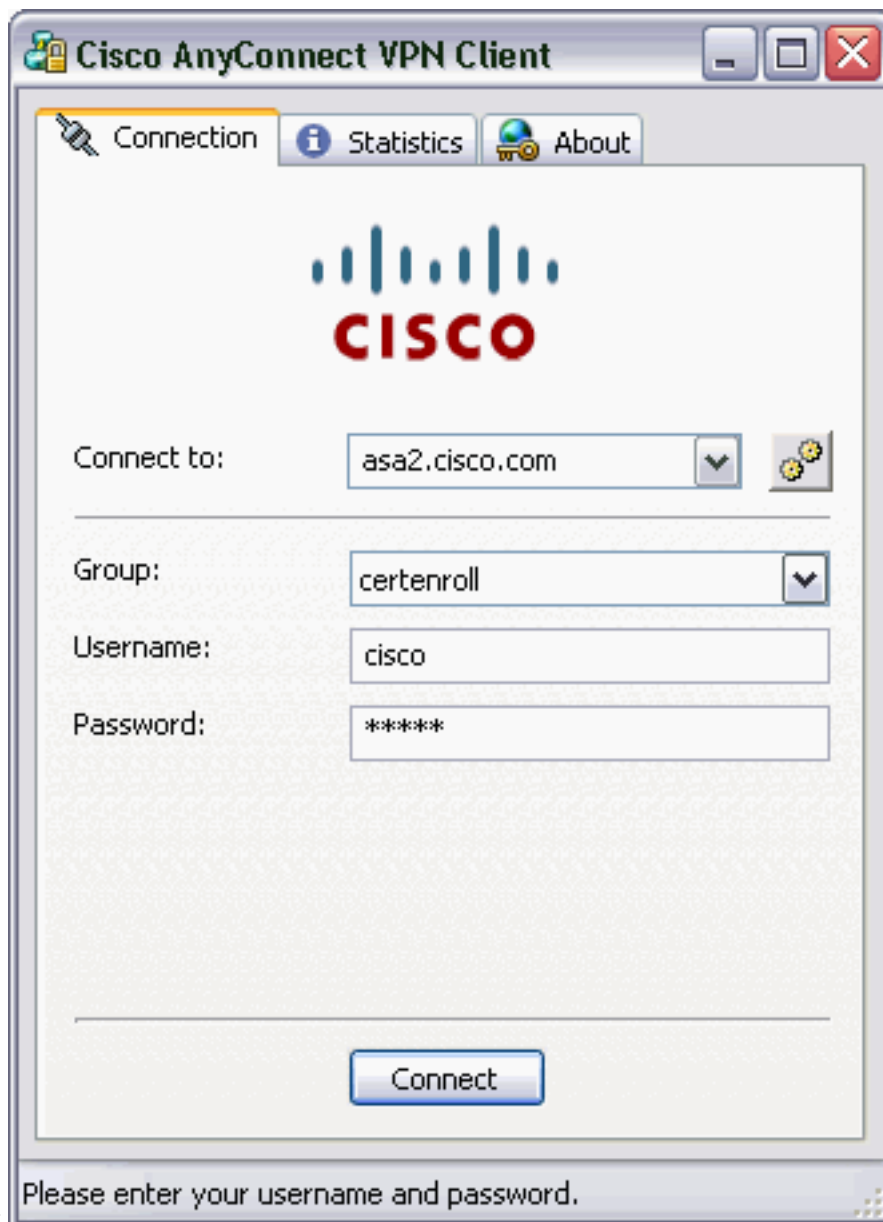 Cisco AnyConnect VPN Client
Connection
Statistics
About
CISCO
Connect to:
asa2.cisco.com
Group:
certenroll
Username:
cisco
Password:
*****
Connect
Please enter your username and password.